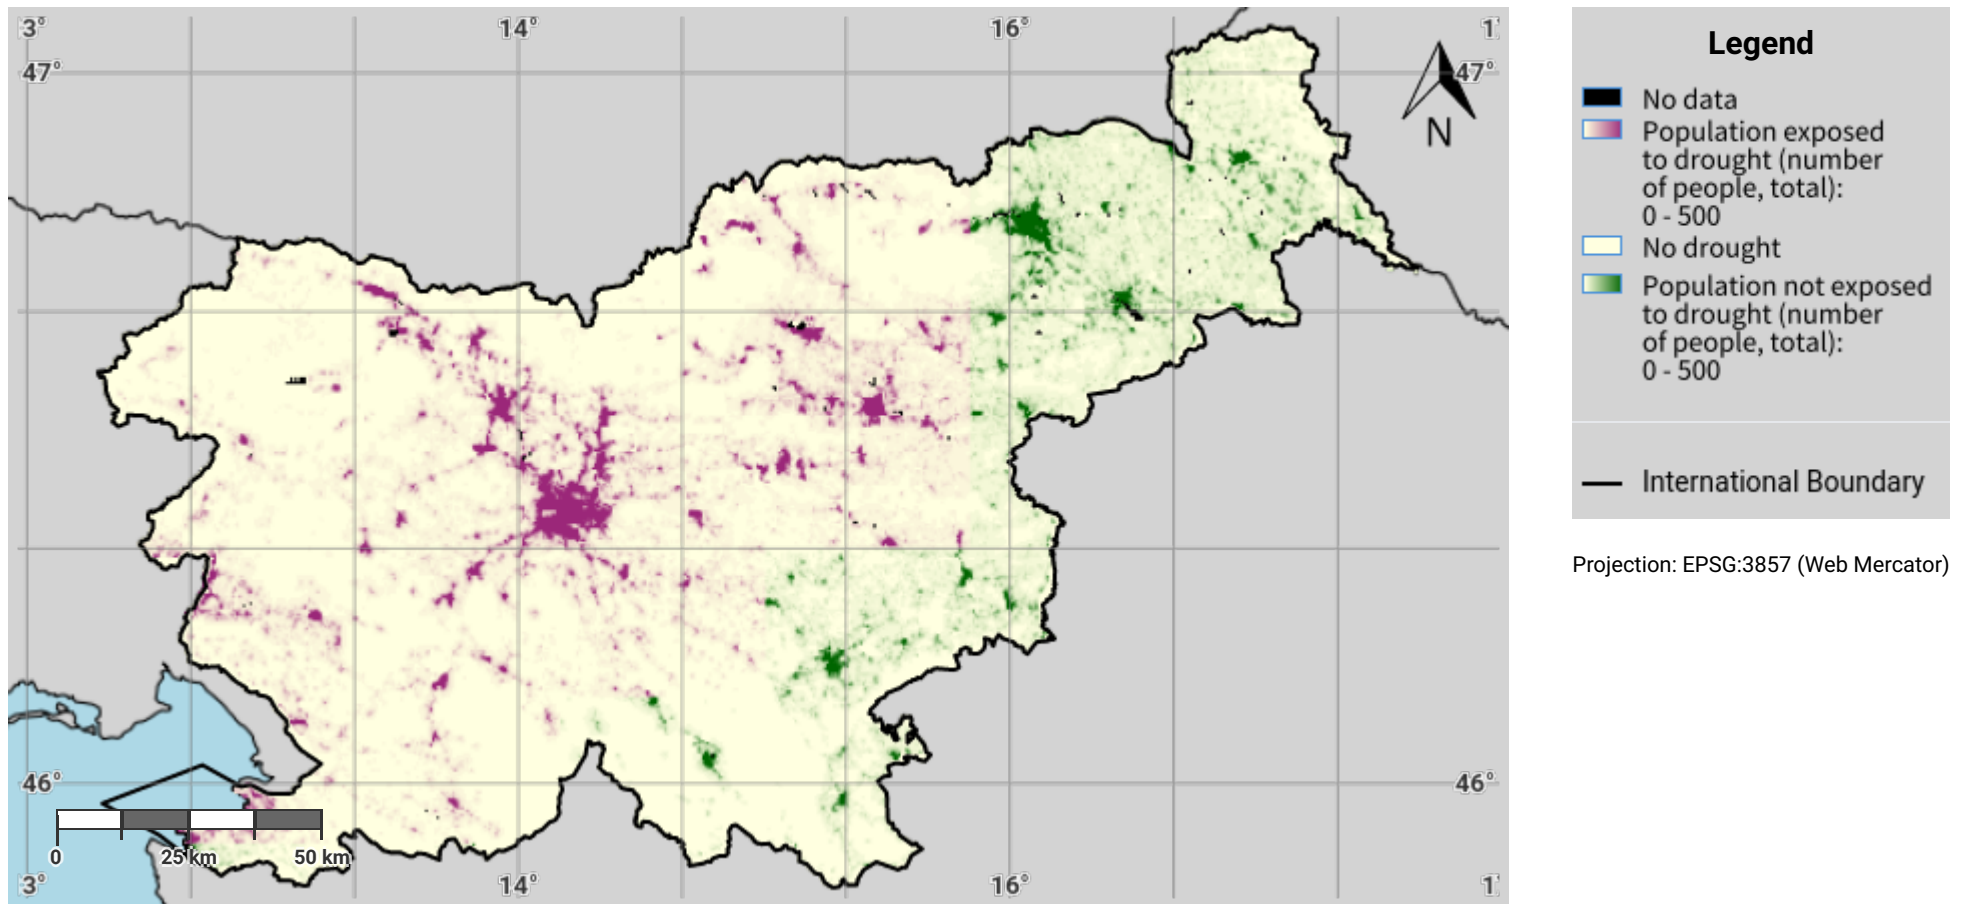 3° 14° 16° 1
47° 47°
N
46° 46°
0 25 km 50 km
3° 14° 16° 1
Legend
No data
Population exposed
to drought (number
of people, total):
0 - 500
No drought
Population not exposed
to drought (number
of people, total):
0 - 500
International Boundary
Projection: EPSG:3857 (Web Mercator)